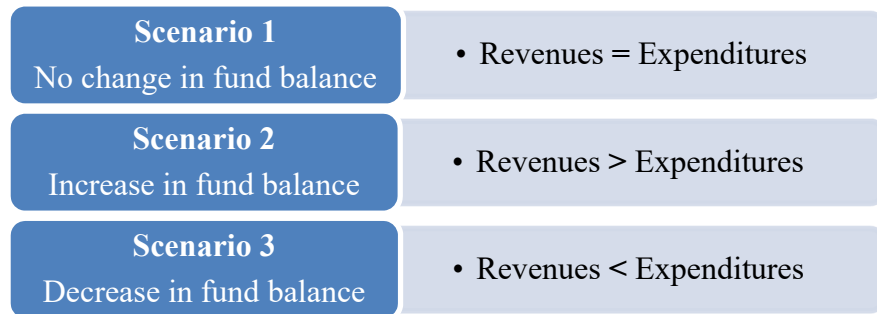 Scenario 1
No change in fund balance
• Revenues = Expenditures
Scenario 2
Increase in fund balance
• Revenues > Expenditures
Scenario 3
Decrease in fund balance
• Revenues < Expenditures